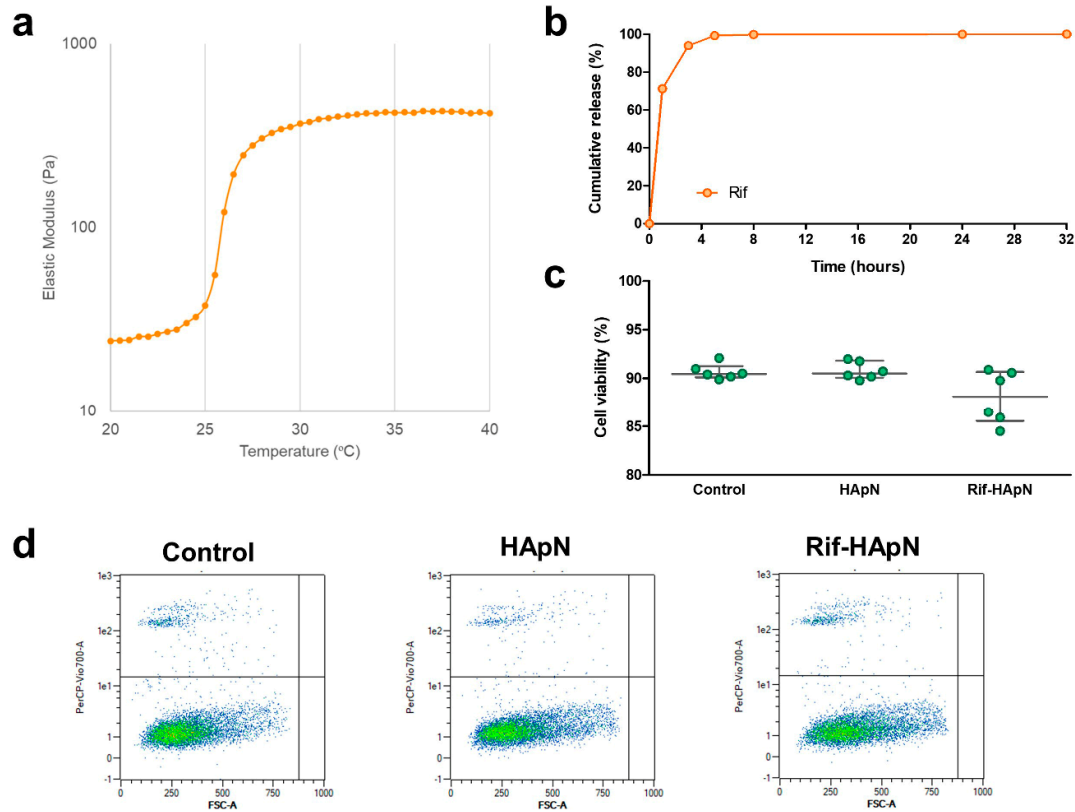 a
1000
100
10
Elastic Modulus (Pa)
20
25
30
35
40
Temperature (°C)
b
100
80
60
40
20
0
Cumulative release (%)
Rif
0
4
8
12
16
20
24
28
32
Time (hours)
c
100
95
90
85
80
Cell viability (%)
Control
HApN
Rif-HApN
d
Control
1e3
1e2
1e1
1
0
-1
PerCP-Vio700-A
0
250
500
750
1000
FSC-A
HApN
1e3
1e2
1e1
1
0
-1
PerCP-Vio700-A
0
250
500
750
1000
FSC-A
Rif-HApN
1e3
1e2
1e1
1
0
-1
PerCP-Vio700-A
0
250
500
750
1000
FSC-A